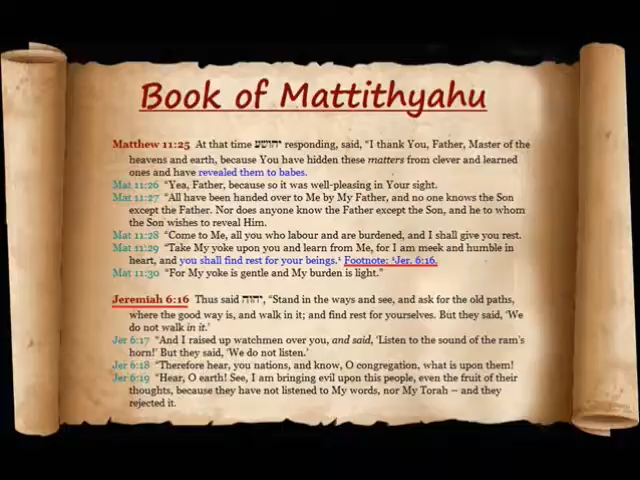 Book of Mattithyahu
Matthew 11:25 At that time יהושע responding, said, “I thank You, Father, Master of the
heavens and earth, because You have hidden these matters from clever and learned
ones and have revealed them to babes.
Mat 11:26 “Yea, Father, because so it was well-pleasing in Your sight.
Mat 11:27 “All have been handed over to Me by My Father, and no one knows the Son
except the Father. Nor does anyone know the Father except the Son, and he to whom
the Son wishes to reveal Him.
Mat 11:28 “Come to Me, all you who labour and are burdened, and I shall give you rest.
Mat 11:29 “Take My yoke upon you and learn from Me, for I am meek and humble in
heart, and you shall find rest for your beings.¹ Footnote: ¹Jer. 6:16.
Mat 11:30 “For My yoke is gentle and My burden is light.”
Jeremiah 6:16 Thus said יהוה, “Stand in the ways and see, and ask for the old paths,
where the good way is, and walk in it; and find rest for yourselves. But they said, ‘We
do not walk in it.’
Jer 6:17 “And I raised up watchmen over you, and said, ‘Listen to the sound of the ram’s
horn!’ But they said, ‘We do not listen.’
Jer 6:18 “Therefore hear, you nations, and know, O congregation, what is upon them!
Jer 6:19 “Hear, O earth! See, I am bringing evil upon this people, even the fruit of their
thoughts, because they have not listened to My words, nor My Torah – and they
rejected it.